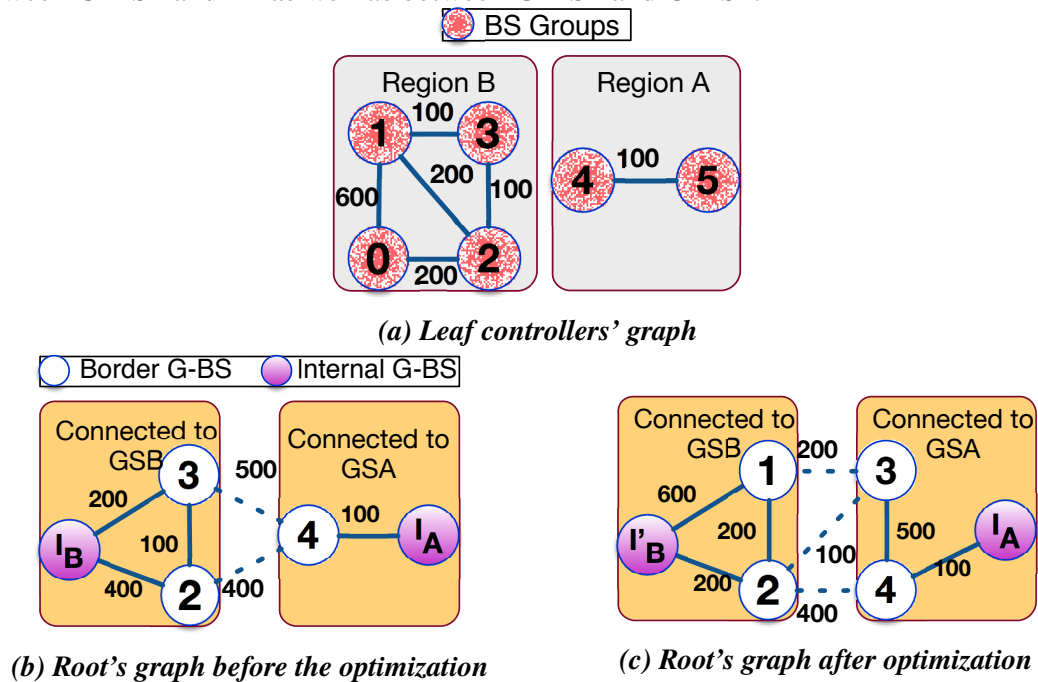 BS Groups
Region B
Region A
1
100
3
600
200
100
0
200
2
4
100
5
(a) Leaf controllers' graph
Border G-BS
Internal G-BS
Connected to
GSB
Connected to
GSA
3
500
200
100
IB
400
2
400
4
100
IA
(b) Root's graph before the optimization
Connected to
GSB
Connected to
GSA
1
200
3
600
I'B
200
200
2
100
400
500
4
100
IA
(c) Root's graph after optimization